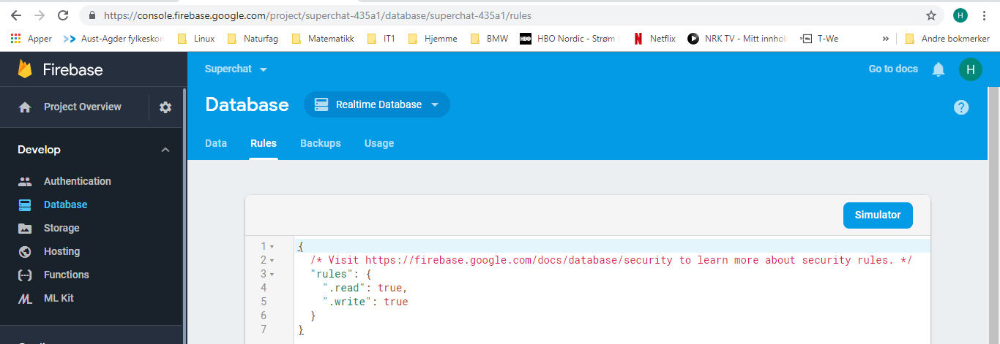 https://console.firebase.google.com/project/superchat-435a1/database/superchat-435a1/rules H
Apper Aust-Agder fylkeskon Linux Naturfag Matematikk IT1 Hjemme BMW HBO HBO Nordic - Strøm Netflix NRK TV - Mitt innhol T-We » Andre bokmerker
Firebase Superchat Go to docs H
Project Overview Database Realtime Database ?
Develop Data Rules Backups Usage
Authentication
Database
Storage Simulator
Hosting 1 {
2 /* Visit https://firebase.google.com/docs/database/security to learn more about security rules. */
Functions 3 "rules": {
4 ".read": true,
ML Kit 5 ".write": true
6 }
7 }